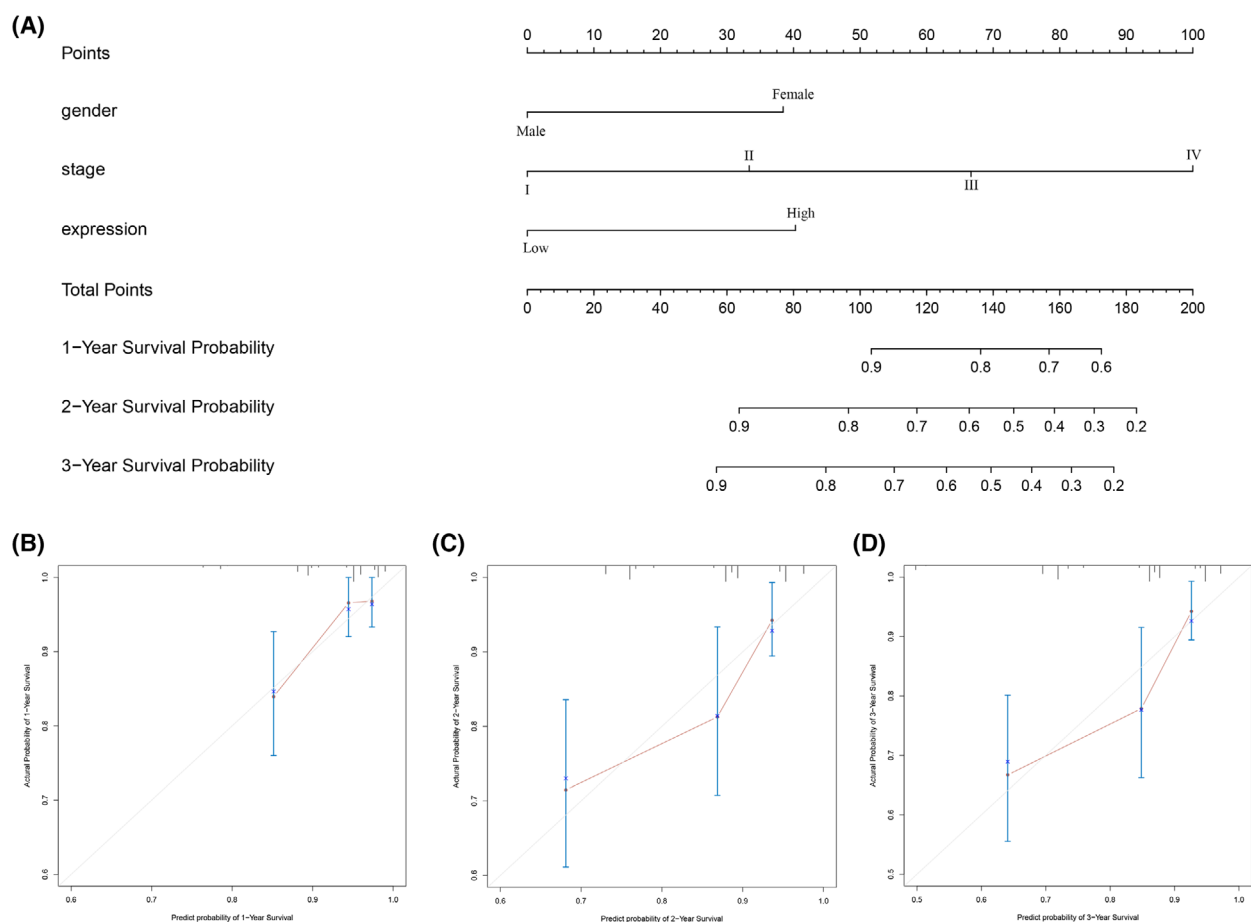 (A)
Points
0 10 20 30 40 50 60 70 80 90 100
gender
Female
Male
stage
II
IV
I
III
expression
High
Low
Total Points
0 20 40 60 80 100 120 140 160 180 200
1−Year Survival Probability
0.9 0.8 0.7 0.6
2−Year Survival Probability
0.9 0.8 0.7 0.6 0.5 0.4 0.3 0.2
3−Year Survival Probability
0.9 0.8 0.7 0.6 0.5 0.4 0.3 0.2
(B)
Actural Probability of 1−Year Survival
1.0
0.9
0.8
0.7
0.6
0.6 0.7 0.8 0.9 1.0
Predict probability of 1−Year Survival
(C)
Actural Probability of 2−Year Survival
1.0
0.9
0.8
0.7
0.6
0.6 0.7 0.8 0.9 1.0
Predict probability of 2−Year Survival
(D)
Actural Probability of 3−Year Survival
1.0
0.9
0.8
0.7
0.6
0.5
0.5 0.6 0.7 0.8 0.9 1.0
Predict probability of 3−Year Survival